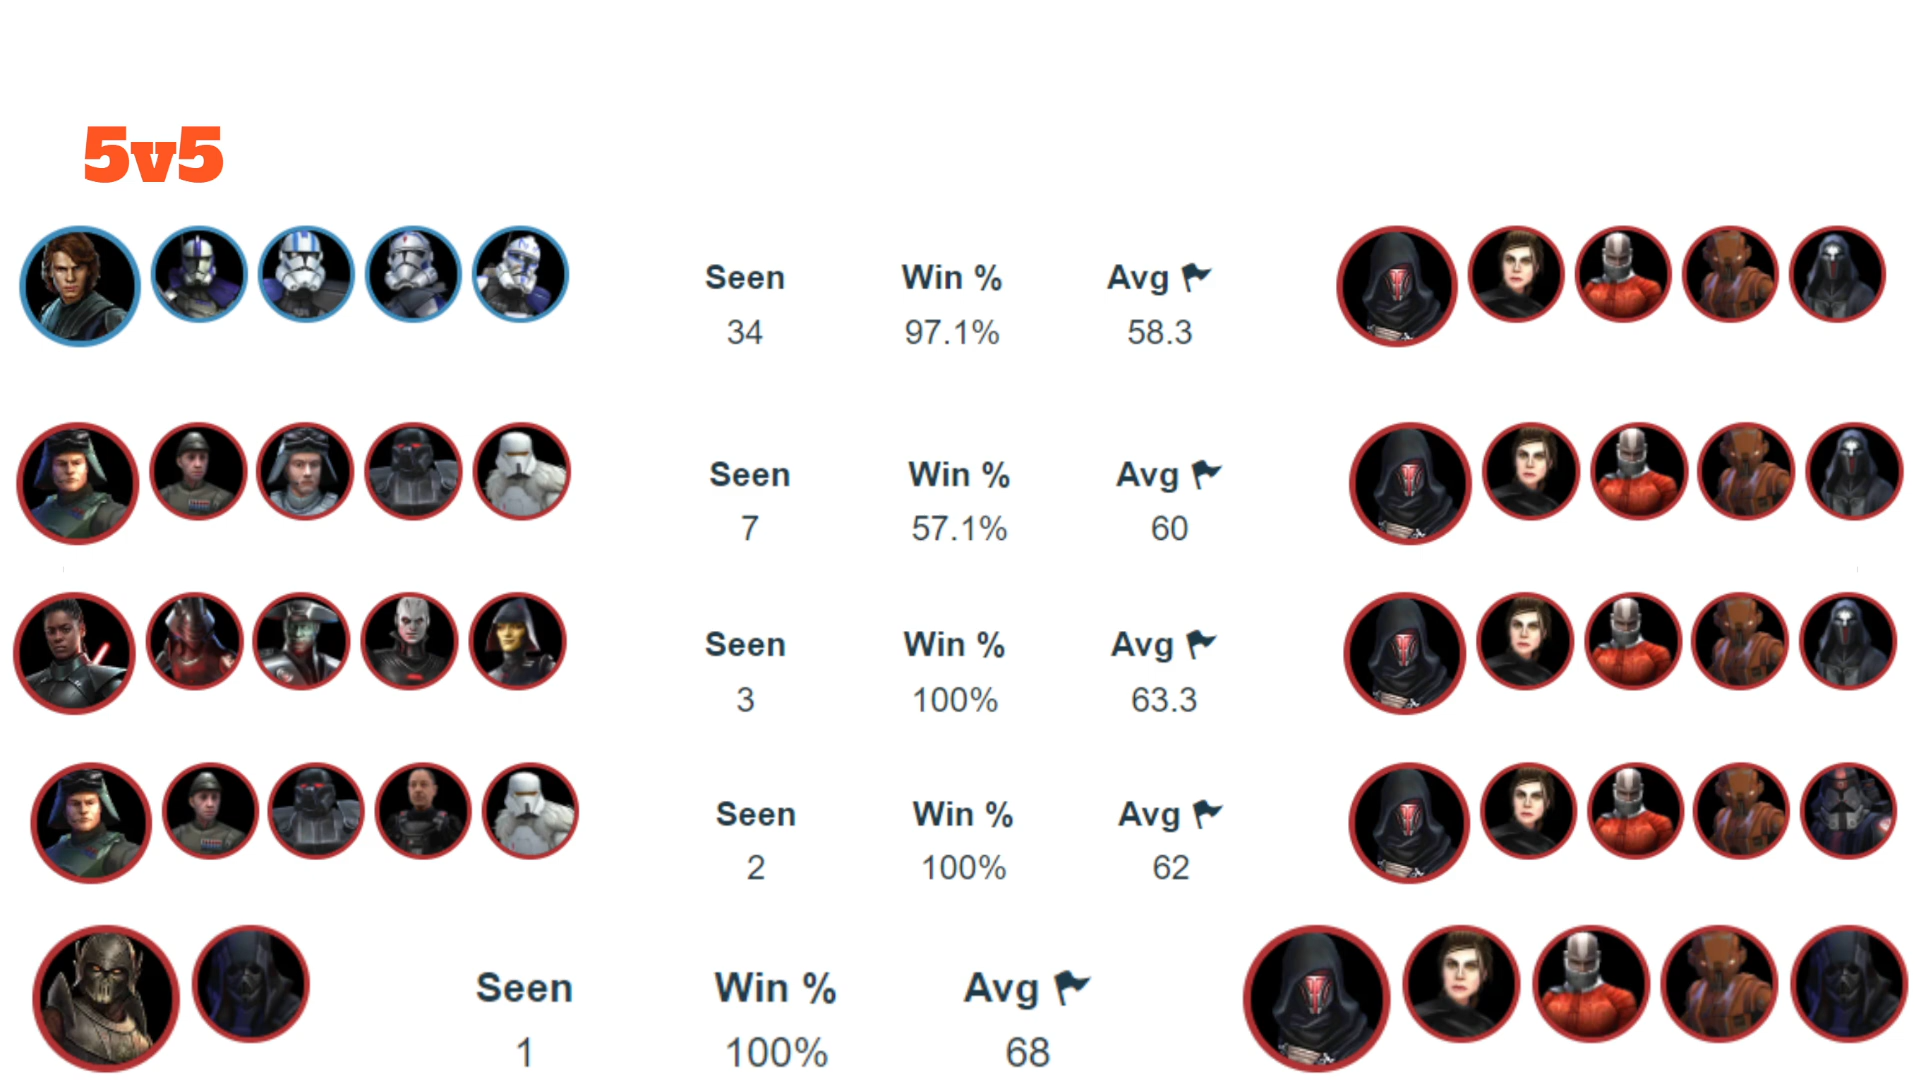 5v5
Seen Win % Avg
34 97.1% 58.3
Seen Win % Avg
7 57.1% 60
Seen Win % Avg
3 100% 63.3
Seen Win % Avg
2 100% 62
Seen Win % Avg
1 100% 68